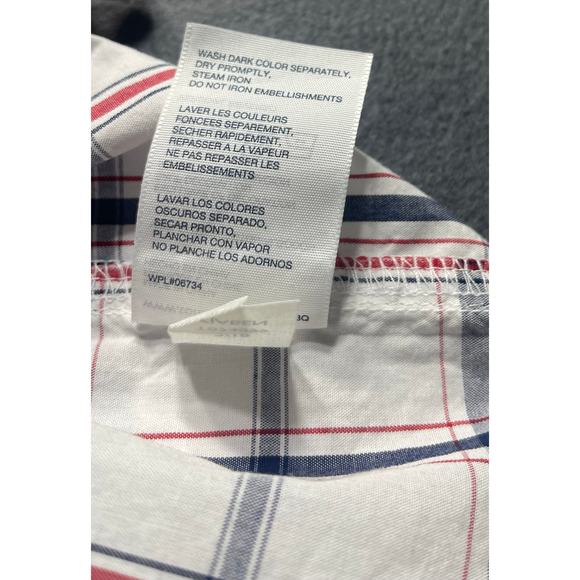 WASH DARK COLOR SEPARATELY,
DRY PROMPTLY,
STEAM IRON
DO NOT IRON EMBELLISHMENTS
LAVER LES COULEURS
FONCEES SEPAREMENT,
SECHER RAPIDEMENT,
REPASSER A LA VAPEUR
NE PAS REPASSER LES
EMBELISSEMENTS
LAVAR LOS COLORES
OSCUROS SEPARADO,
SECAR PRONTO,
PLANCHAR CON VAPOR
NO PLANCHE LOS ADORNOS
WPL#06734